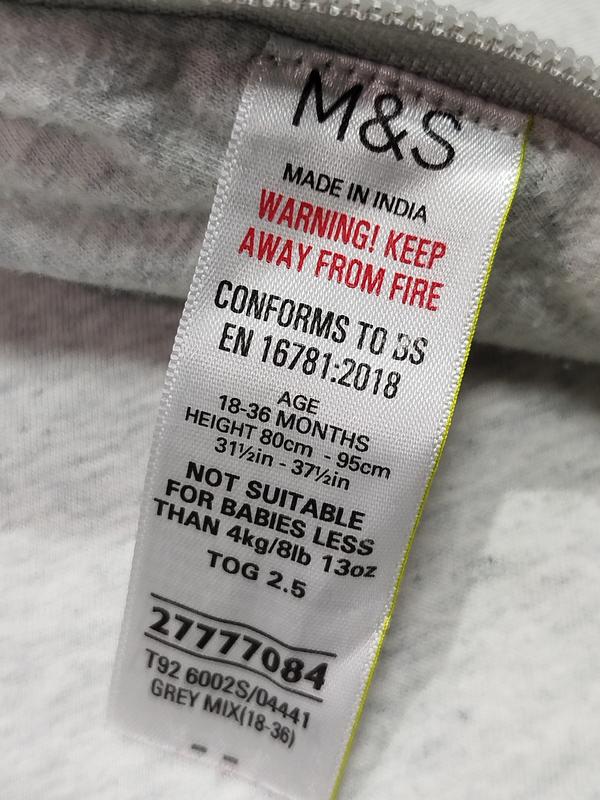 M&S
MADE IN INDIA
WARNING! KEEP
AWAY FROM FIRE
CONFORMS TO BS
EN 16781:2018
AGE
18-36 MONTHS
HEIGHT 80cm - 95cm
31½in - 37½in
NOT SUITABLE
FOR BABIES LESS
THAN 4kg/8lb 13oz
TOG 2.5
27777084
T92 6002S/04441
GREY MIX(18-36)